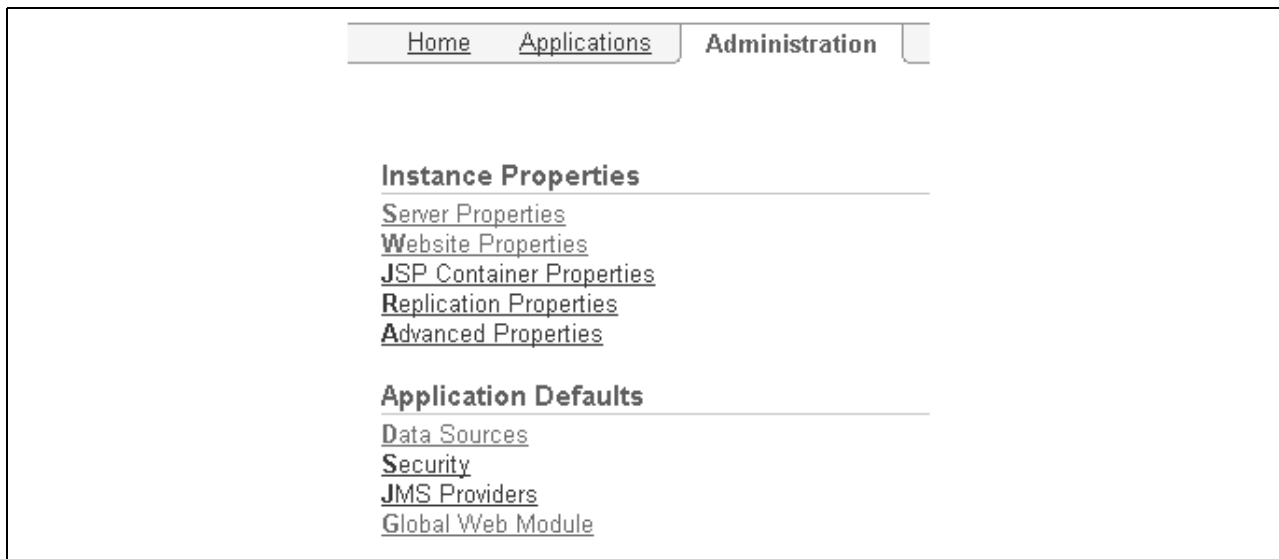 Home Applications Administration
Instance Properties
Server Properties
Website Properties
JSP Container Properties
Replication Properties
Advanced Properties
Application Defaults
Data Sources
Security
JMS Providers
Global Web Module